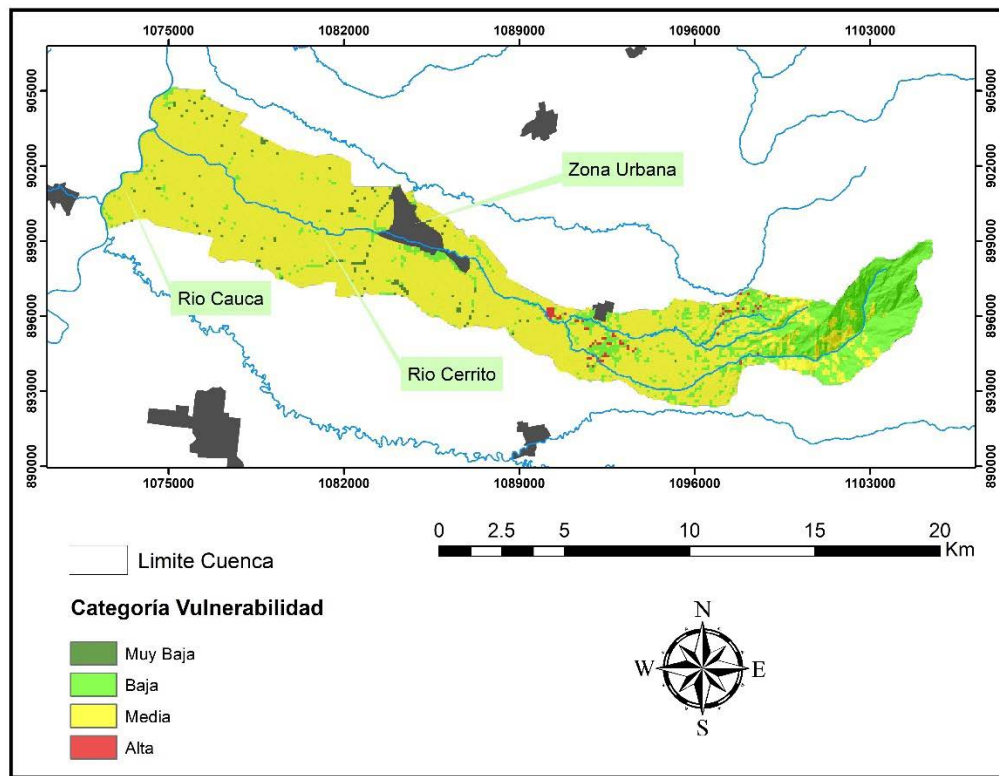 1075000 1082000 1089000 1096000 1103000
905000 905000
902000 902000
Zona Urbana
899000 899000
Rio Cauca
896000 896000
Rio Cerrito
893000 893000
890000 890000
1075000 1082000 1089000 1096000 1103000
0 2.5 5 10 15 20
Km
Limite Cuenca
Categoría Vulnerabilidad
Muy Baja
Baja
Media
Alta
N
W E
S